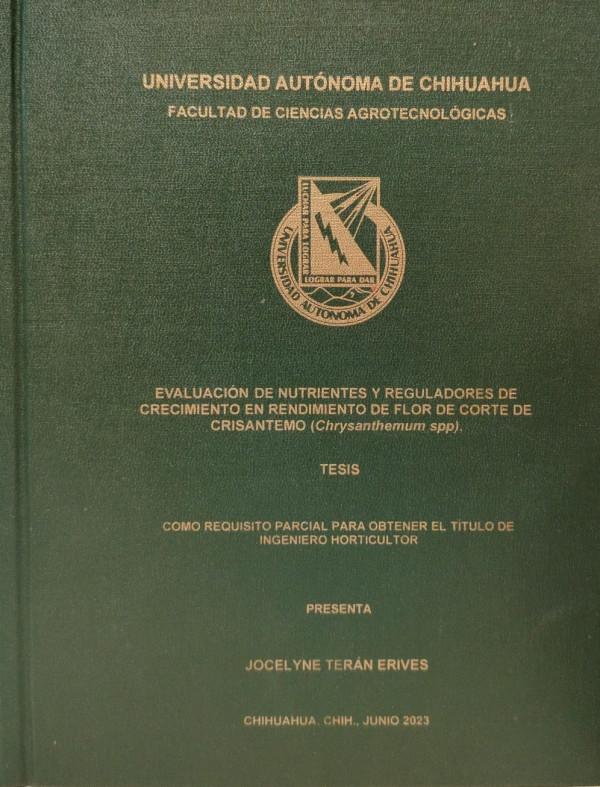 UNIVERSIDAD AUTÓNOMA DE CHIHUAHUA
FACULTAD DE CIENCIAS AGROTECNOLÓGICAS
LUCHAR PARA LOGRAR
LOGRAR PARA DAR
UNIVERSIDAD AUTONOMA DE CHIHUAHUA
EVALUACIÓN DE NUTRIENTES Y REGULADORES DE
CRECIMIENTO EN RENDIMIENTO DE FLOR DE CORTE DE
CRISANTEMO (Chrysanthemum spp).
TESIS
COMO REQUISITO PARCIAL PARA OBTENER EL TÍTULO DE
INGENIERO HORTICULTOR
PRESENTA
JOCELYNE TERÁN ERIVES
CHIHUAHUA, CHIH., JUNIO 2023